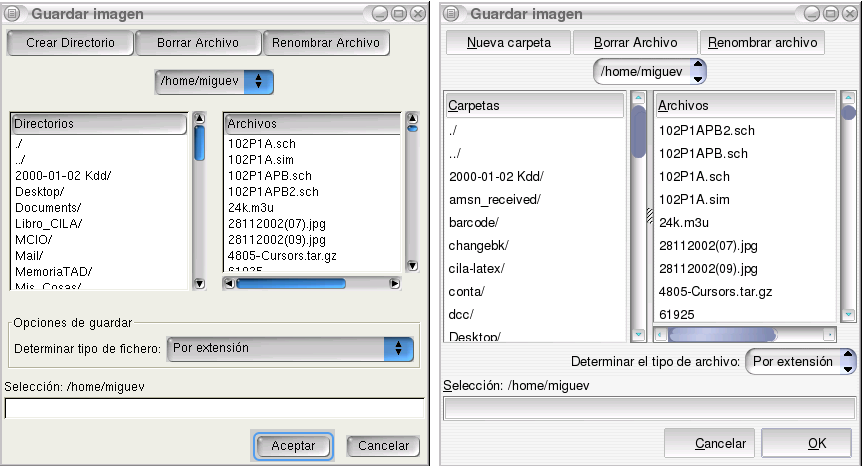 Guardar imagen
Crear Directorio Borrar Archivo Renombrar Archivo
/home/miguev
Directorios
./
../
2000-01-02 Kdd/
Desktop/
Documents/
Libro_CILA/
MCIO/
Mail/
MemoriaTAD/
Mis_Cosas/
Archivos
102P1A.sch
102P1A.sim
102P1APB.sch
102P1APB2.sch
24k.m3u
28112002(07).jpg
28112002(09).jpg
4805-Cursors.tar.gz
61925
Opciones de guardar
Determinar tipo de fichero: Por extensión
Selección: /home/miguev
Aceptar Cancelar
Guardar imagen
Nueva carpeta Borrar Archivo Renombrar archivo
/home/miguev
Carpetas
./
../
2000-01-02 Kdd/
amsn_received/
barcode/
changebk/
cila-latex/
conta/
dcc/
Desktop/
Archivos
102P1APB2.sch
102P1APB.sch
102P1A.sch
102P1A.sim
24k.m3u
28112002(07).jpg
28112002(09).jpg
4805-Cursors.tar.gz
61925
Determinar el tipo de archivo: Por extensión
Selección: /home/miguev
Cancelar OK